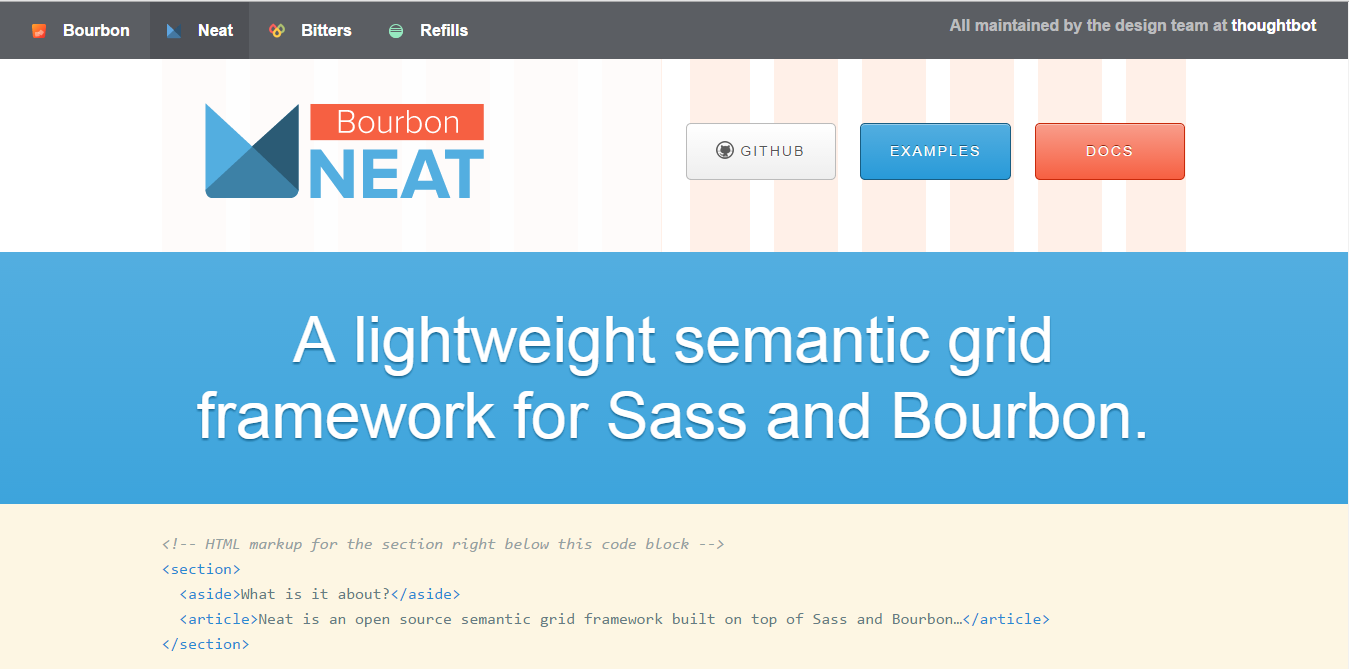 Bourbon Neat Bitters Refills All maintained by the design team at thoughtbot
Bourbon
NEAT
GITHUB EXAMPLES DOCS
A lightweight semantic grid
framework for Sass and Bourbon.
<!-- HTML markup for the section right below this code block -->
<section>
  <aside>What is it about?</aside>
  <article>Neat is an open source semantic grid framework built on top of Sass and Bourbon…</article>
</section>